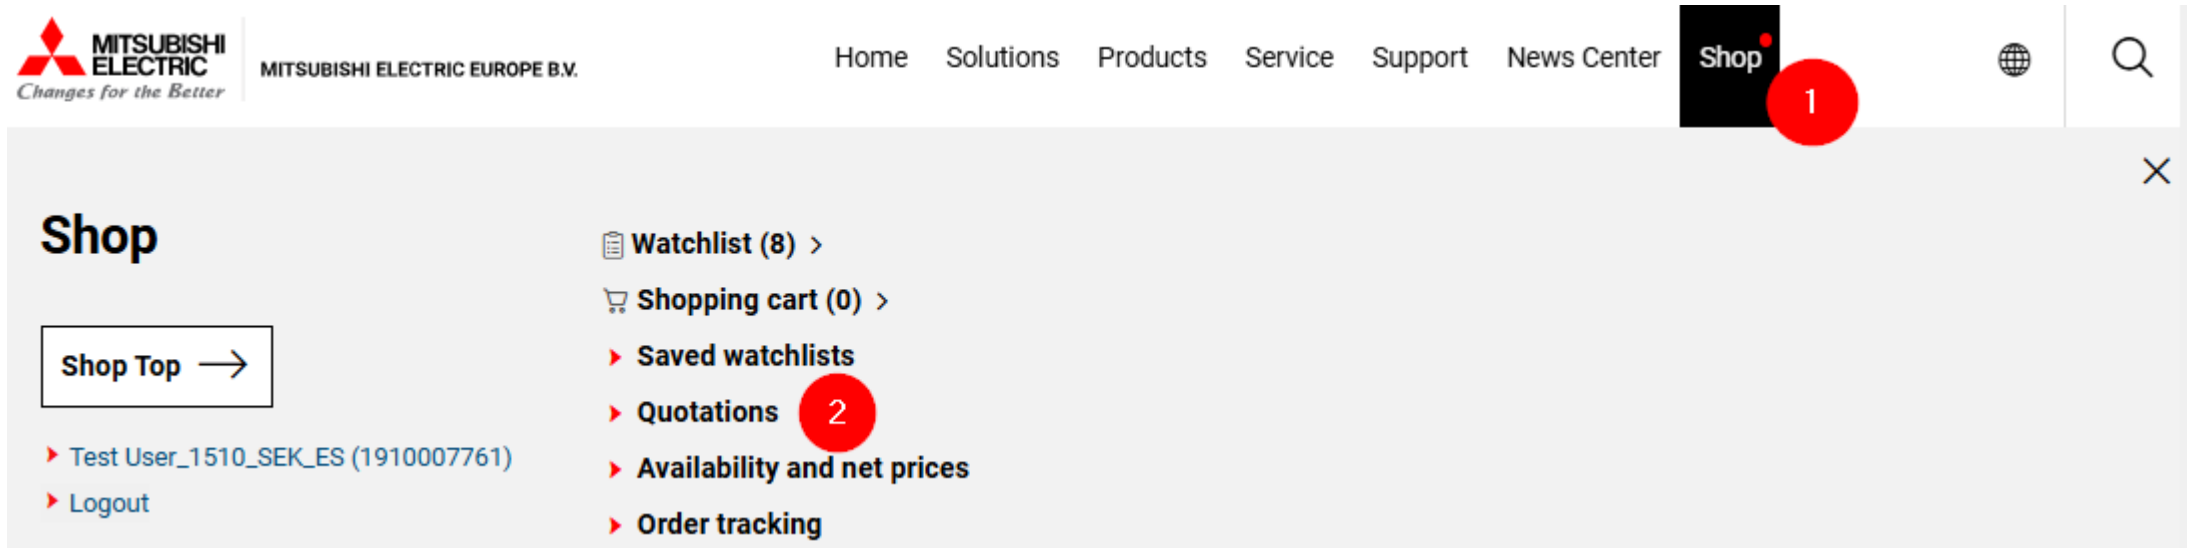 MITSUBISHI
ELECTRIC
Changes for the Better
MITSUBISHI ELECTRIC EUROPE B.V.
Home Solutions Products Service Support News Center Shop
1
Shop
Watchlist (8) >
Shopping cart (0) >
Saved watchlists
Shop Top →
Quotations 2
Test User_1510_SEK_ES (1910007761)
Availability and net prices
Logout
Order tracking